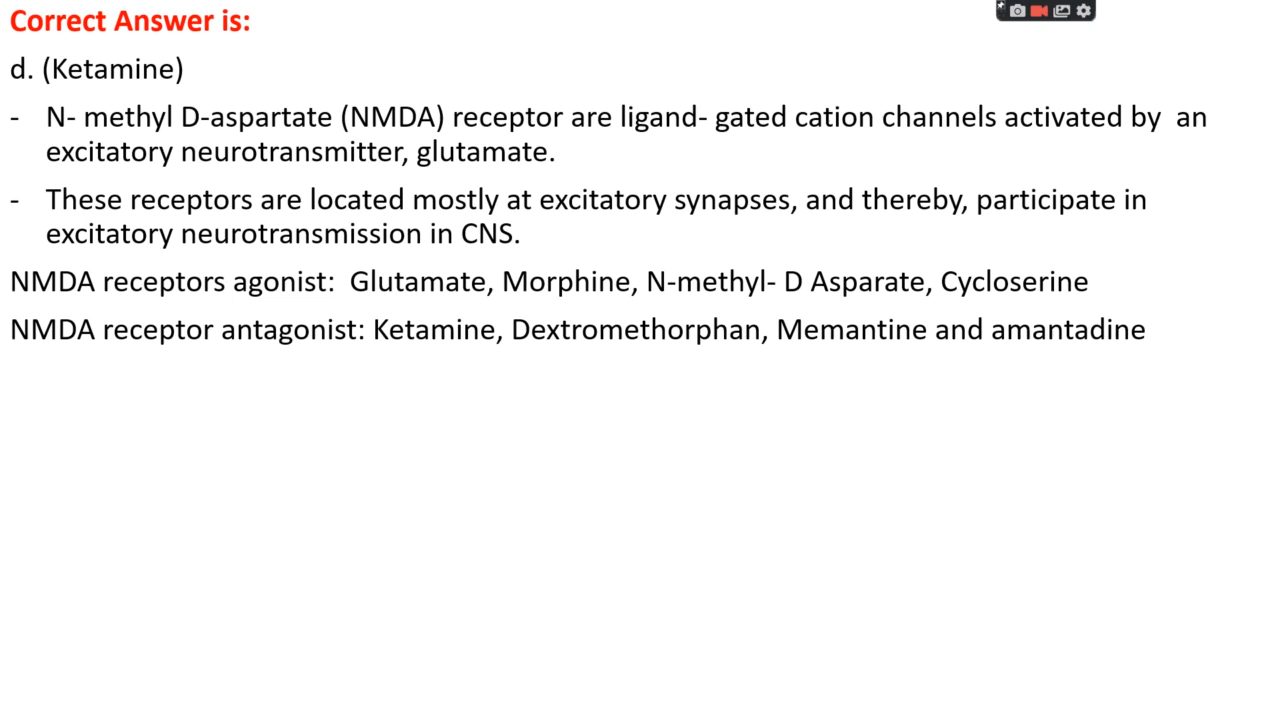 Correct Answer is:
d. (Ketamine)
- N- methyl D-aspartate (NMDA) receptor are ligand- gated cation channels activated by an
excitatory neurotransmitter, glutamate.
- These receptors are located mostly at excitatory synapses, and thereby, participate in
excitatory neurotransmission in CNS.
NMDA receptors agonist: Glutamate, Morphine, N-methyl- D Asparate, Cycloserine
NMDA receptor antagonist: Ketamine, Dextromethorphan, Memantine and amantadine